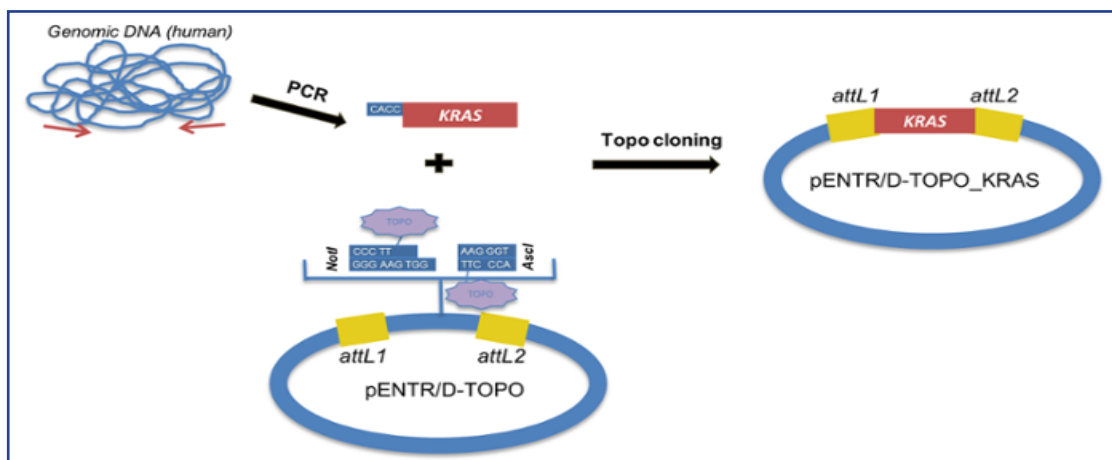 Genomic DNA (human)
PCR
CACC KRAS
Topo cloning
attL1 attL2
KRAS
pENTR/D-TOPO_KRAS
TOPO
NotI
CCC TT
GGG AAG TGG
AAG GGT
TTC CCA
AscI
TOPO
attL1 attL2
pENTR/D-TOPO